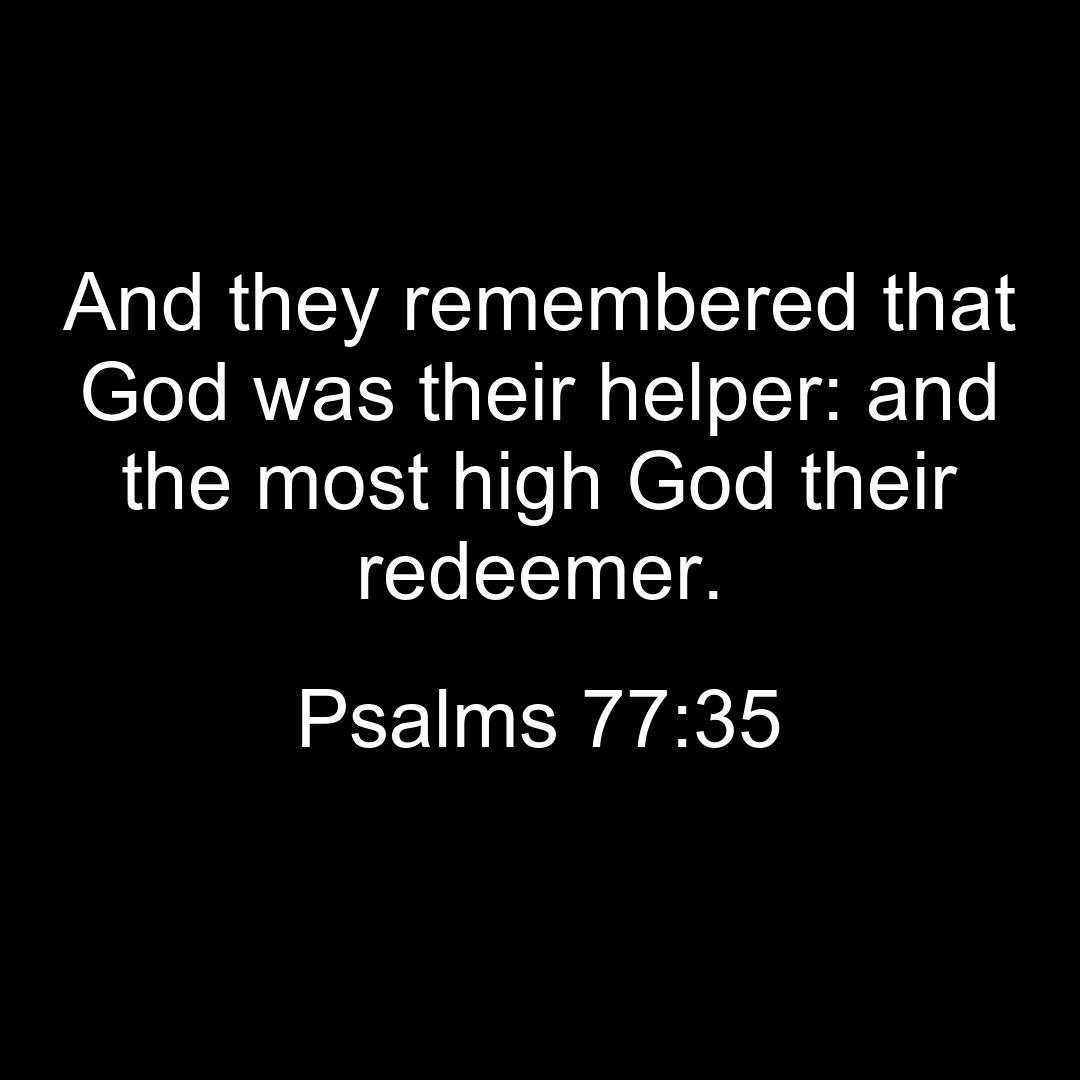 And they remembered that
God was their helper: and
the most high God their
redeemer.
Psalms 77:35